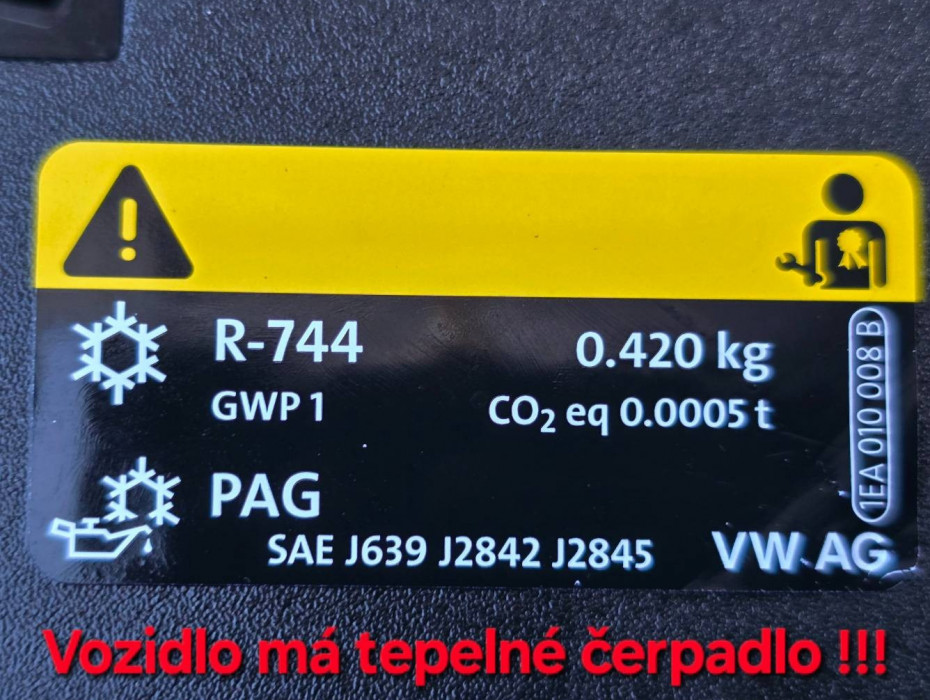 R-744 0.420 kg
GWP 1 CO₂ eq 0.0005 t
PAG
SAE J639 J2842 J2845 VW AG
1EA 010 008 B
Vozidlo má tepelné čerpadlo !!!